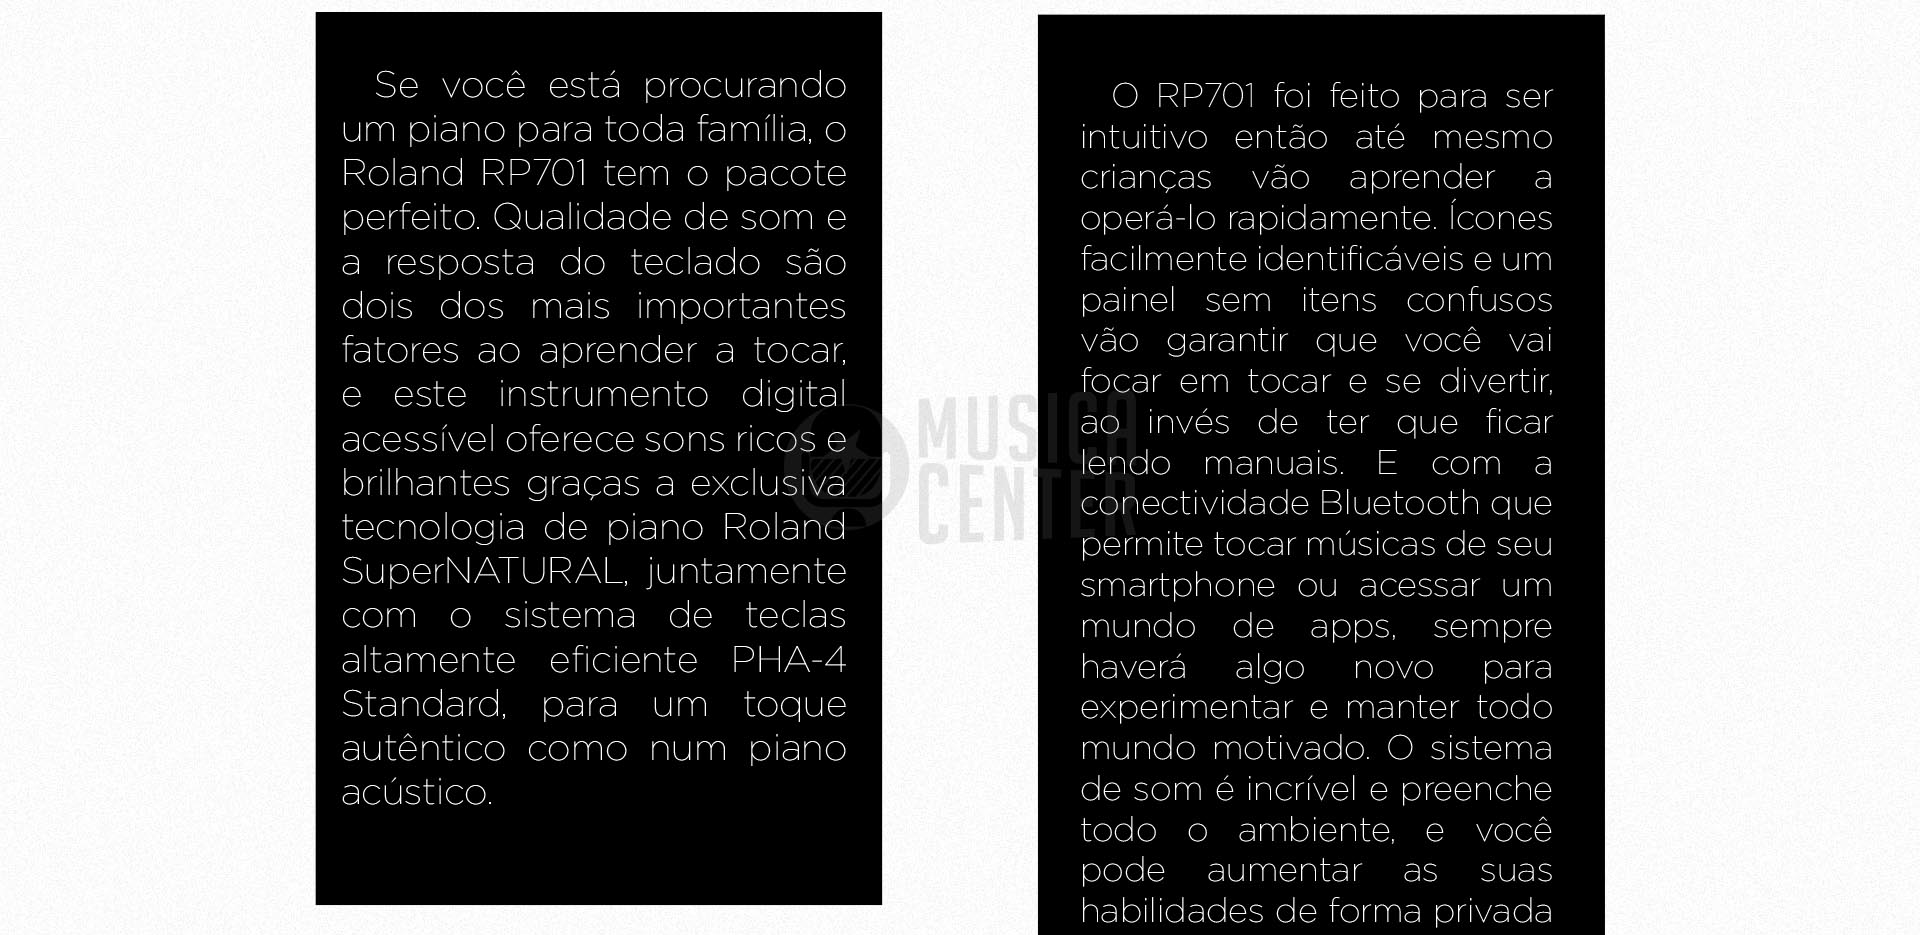 Se você está procurando
um piano para toda família, o
Roland RP701 tem o pacote
perfeito. Qualidade de som e
a resposta do teclado são
dois dos mais importantes
fatores ao aprender a tocar,
e este instrumento digital
acessível oferece sons ricos e
brilhantes graças a exclusiva
tecnologia de piano Roland
SuperNATURAL, juntamente
com o sistema de teclas
altamente eficiente PHA-4
Standard, para um toque
autêntico como num piano
acústico.
MUSICA
CENTER
O RP701 foi feito para ser
intuitivo então até mesmo
crianças vão aprender a
operá-lo rapidamente. Ícones
facilmente identificáveis e um
painel sem itens confusos
vão garantir que você vai
focar em tocar e se divertir,
ao invés de ter que ficar
lendo manuais. E com a
conectividade Bluetooth que
permite tocar músicas de seu
smartphone ou acessar um
mundo de apps, sempre
haverá algo novo para
experimentar e manter todo
mundo motivado. O sistema
de som é incrível e preenche
todo o ambiente, e você
pode aumentar as suas
habilidades de forma privada